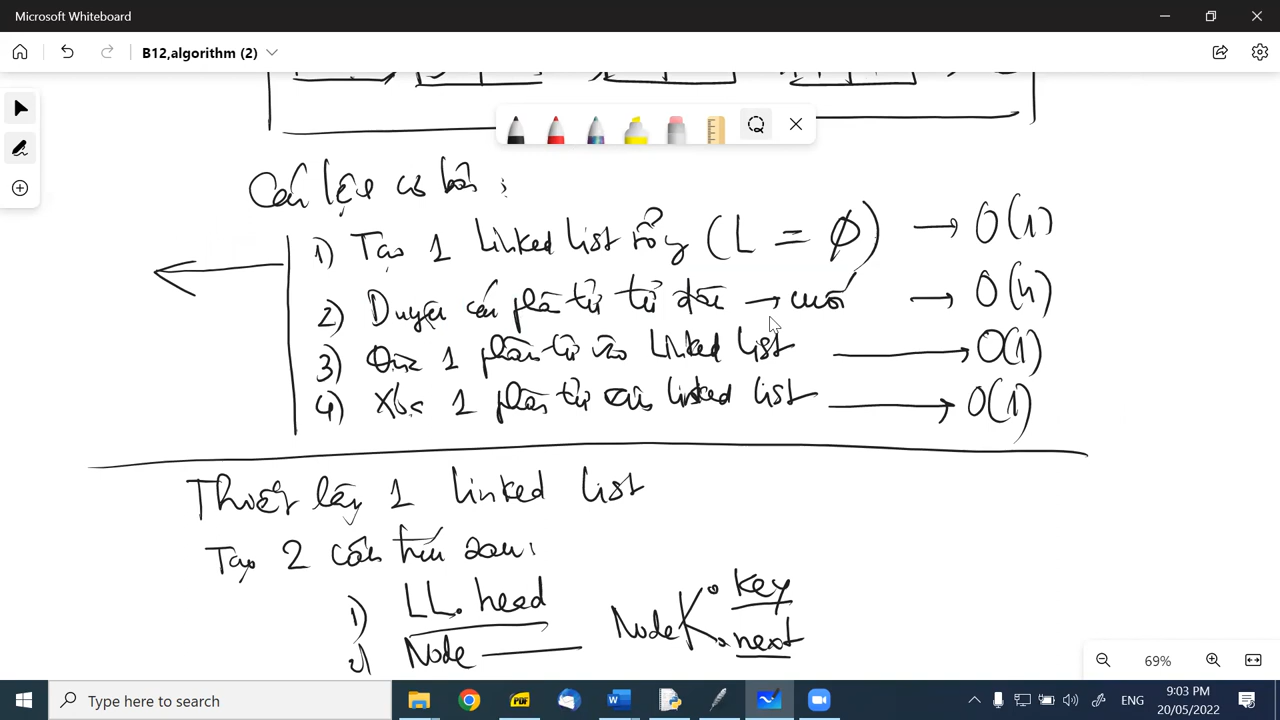 Microsoft Whiteboard
B12,algorithm (2)
Các lệnh cơ bản :
1) Tạo 1 Linked list rỗng (L = ∅) → O(1)
2) Duyệt các phần tử từ đầu → cuối → O(n)
3) Đưa 1 phần tử vào Linked list → O(1)
4) Xóa 1 phần tử của linked list → O(1)
Thiết lập 1 linked list
Tạo 2 cấu trúc sau:
1) LL. head
2) Node
Node
key
next
69%
Type here to search
ENG
9:03 PM
20/05/2022